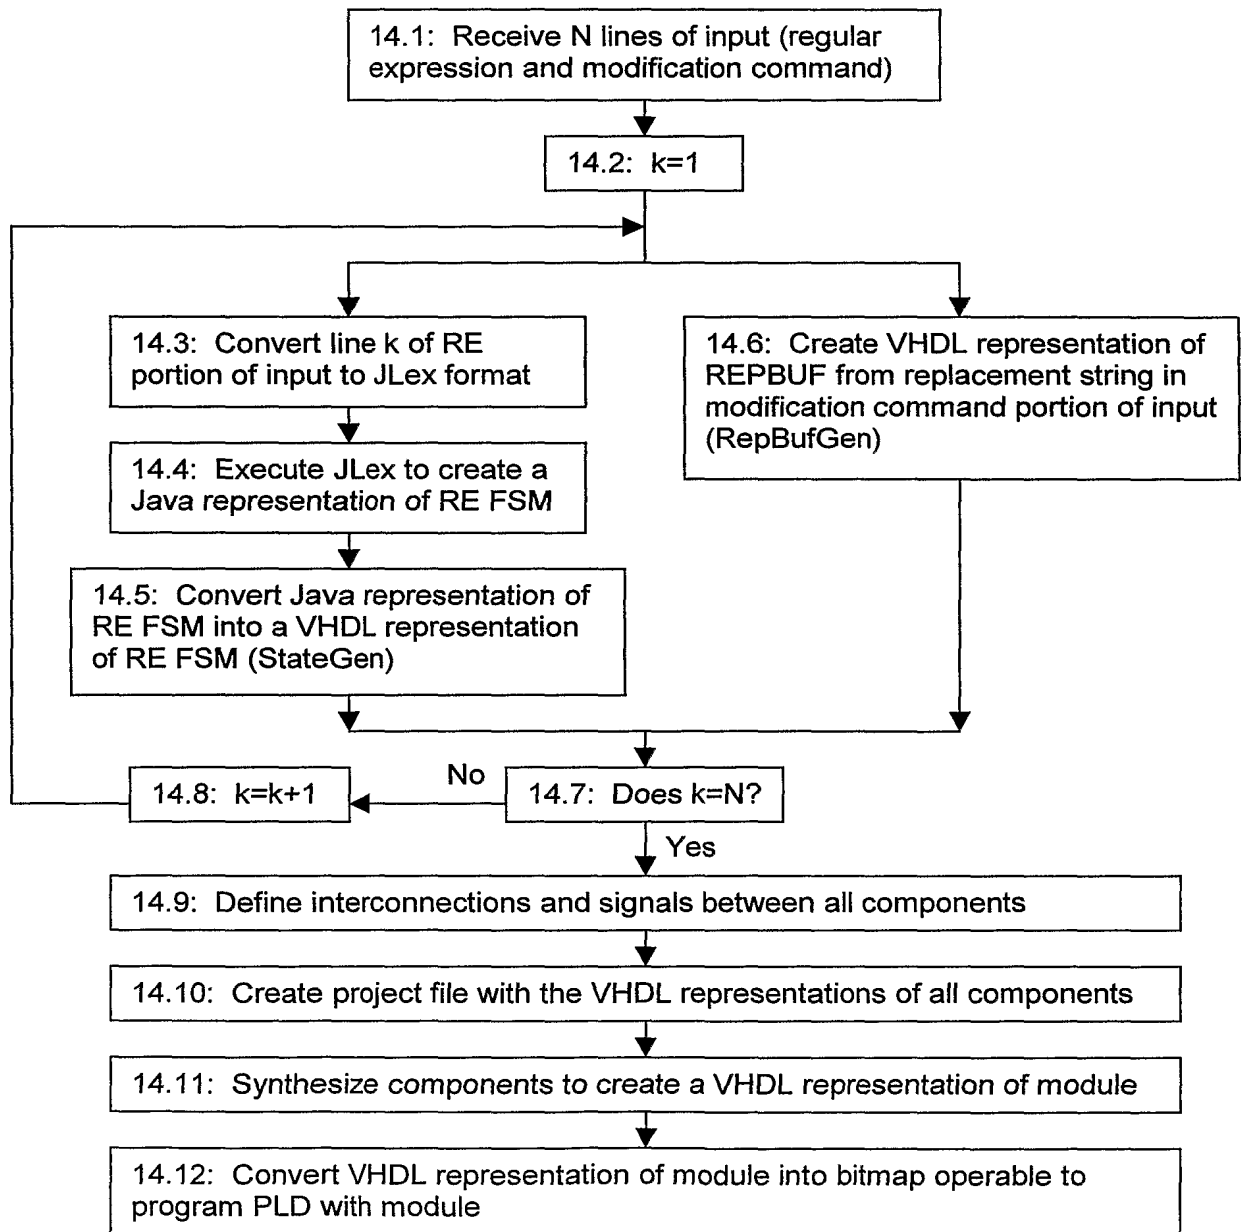 14.1: Receive N lines of input (regular
expression and modification command)
14.2: k=1
14.3: Convert line k of RE
portion of input to JLex format
14.4: Execute JLex to create a
Java representation of RE FSM
14.5: Convert Java representation of
RE FSM into a VHDL representation
of RE FSM (StateGen)
14.6: Create VHDL representation of
REPBUF from replacement string in
modification command portion of input
(RepBufGen)
14.7: Does k=N?
No
14.8: k=k+1
Yes
14.9: Define interconnections and signals between all components
14.10: Create project file with the VHDL representations of all components
14.11: Synthesize components to create a VHDL representation of module
14.12: Convert VHDL representation of module into bitmap operable to
program PLD with module